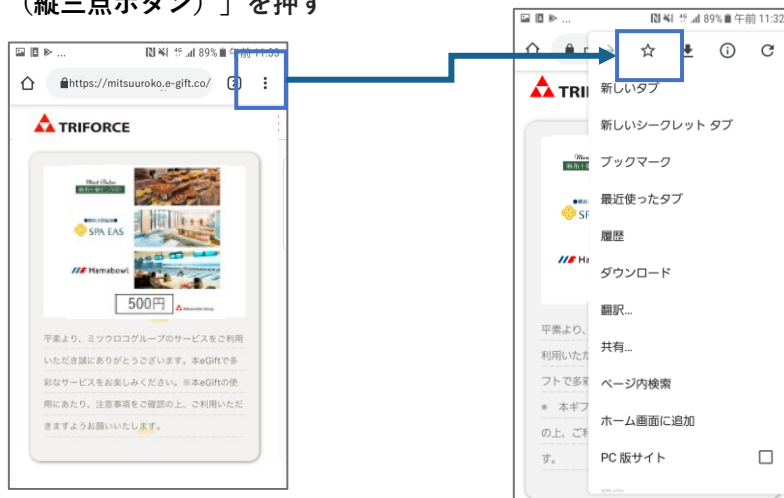 (縦三点ボタン)」を押す
89% 午前 11:33
https://mitsuuroko.e-gift.co/
TRIFORCE
SPA EAS
Hamabowl
500円
平素より、ミツウロコグループのサービスをご利用
いただき誠にありがとうございます。本eGiftで多
彩なサービスをお楽しみください。※本eGiftの使
用にあたり、注意事項をご確認の上、ご利用いただ
きますようお願いいたします。
89% 午前 11:32
TRI
新しいタブ
新しいシークレット タブ
ブックマーク
最近使ったタブ
履歴
ダウンロード
翻訳...
共有...
ページ内検索
ホーム画面に追加
PC 版サイト
平素より、
利用いただ
フトで多彩
* 本ギフ
の上、ご利
す。